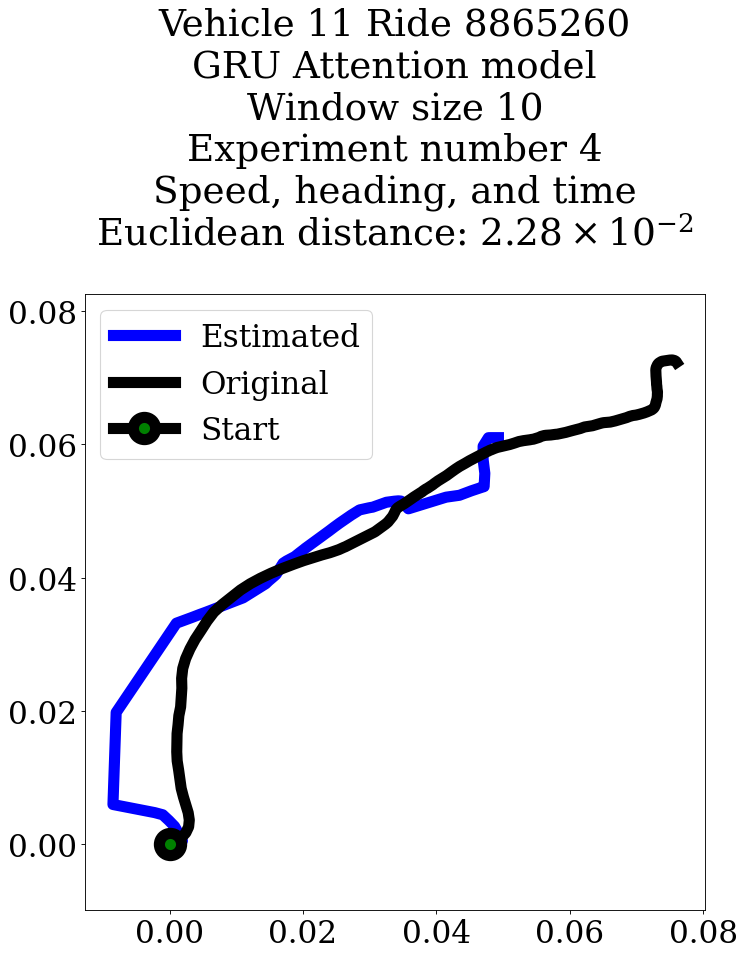 Vehicle 11 Ride 8865260
GRU Attention model
Window size 10
Experiment number 4
Speed, heading, and time
Euclidean distance: 2.28 × 10⁻²
0.08
0.06
0.04
0.02
0.00
Estimated
Original
Start
0.00 0.02 0.04 0.06 0.08